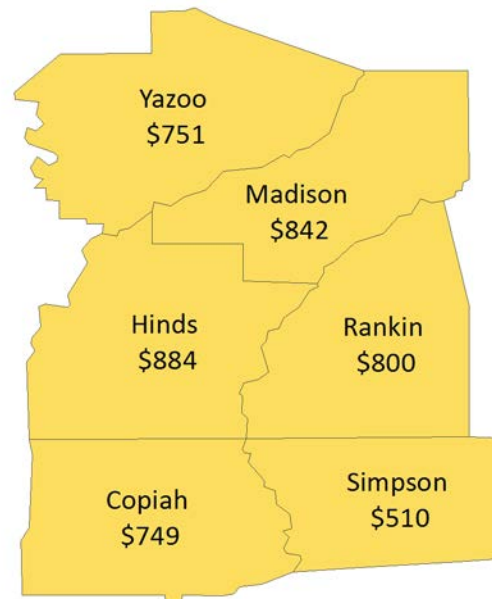 Yazoo
$751
Madison
$842
Hinds
$884
Rankin
$800
Copiah
$749
Simpson
$510